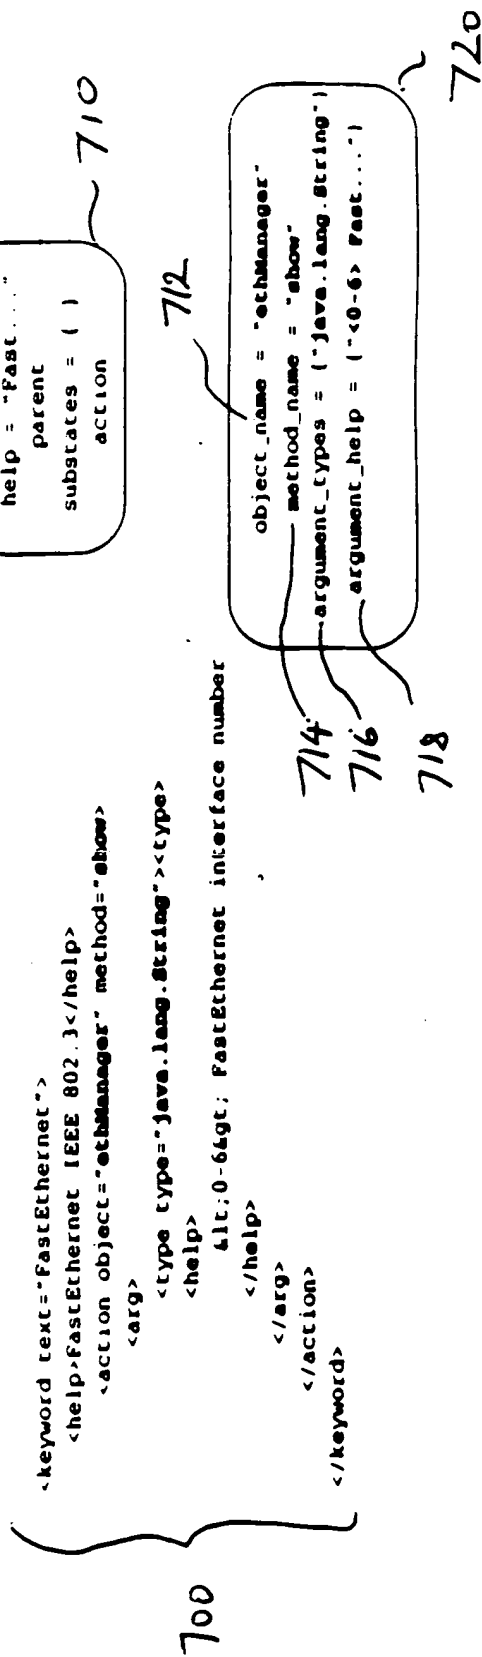 <keyword text="FastEthernet">
<help>FastEthernet IEEE 802.3</help>
<action object="ethManager" method="show>
<arg>
<type type="java.lang.String"><type>
<help>
&lt;0-6&gt; FastEthernet interface number
</help>
</arg>
</action>
</keyword>
700
help = "Fast..."
parent
substates = ( )
action
710
712
object_name = "ethManager"
method_name = "show"
argument_types = ("java.lang.String")
argument_help = ("<0-6> Fast...")
714
716
718
720